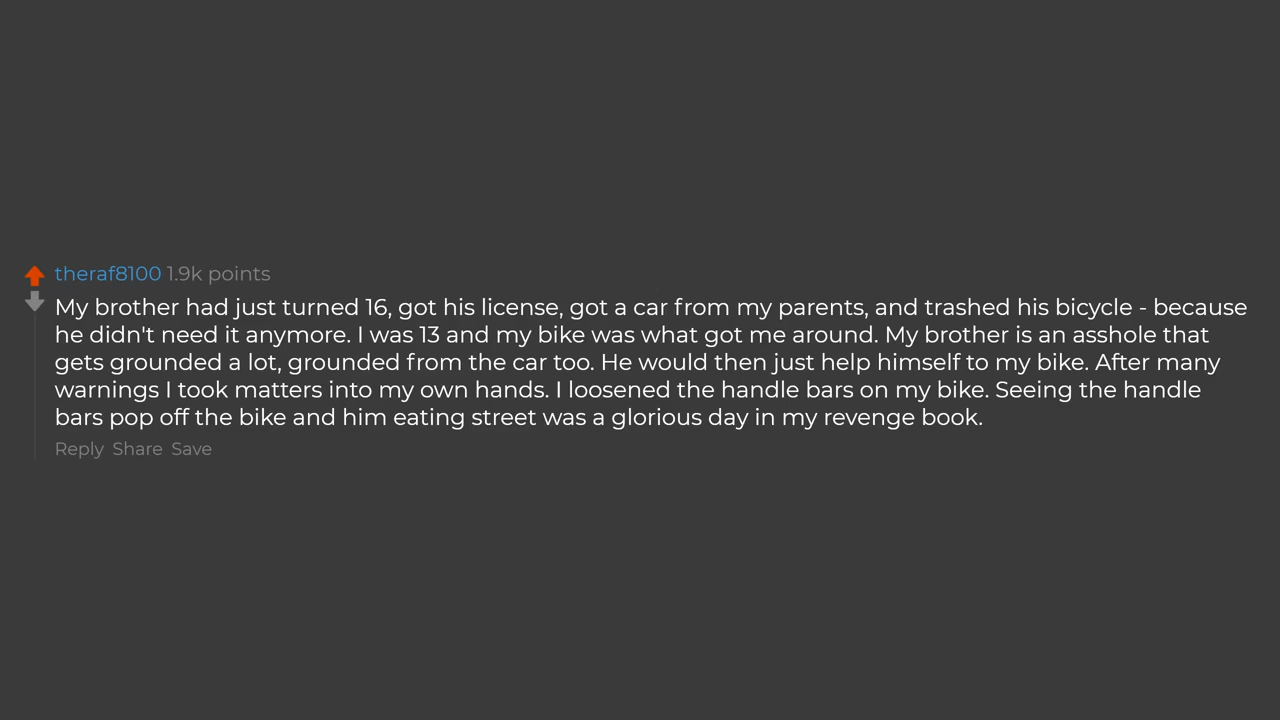 theraf8100 1.9k points
My brother had just turned 16, got his license, got a car from my parents, and trashed his bicycle - because
he didn't need it anymore. I was 13 and my bike was what got me around. My brother is an asshole that
gets grounded a lot, grounded from the car too. He would then just help himself to my bike. After many
warnings I took matters into my own hands. I loosened the handle bars on my bike. Seeing the handle
bars pop off the bike and him eating street was a glorious day in my revenge book.
Reply Share Save